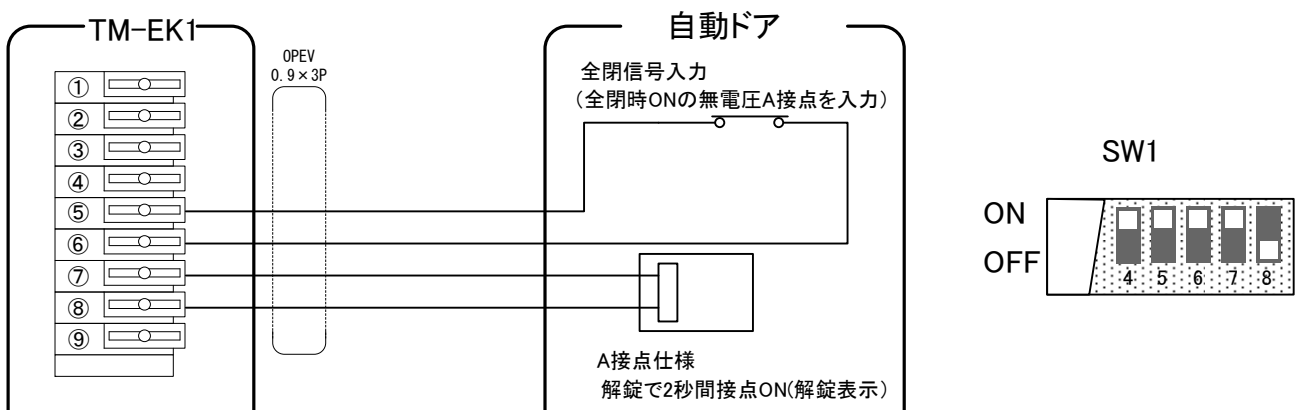 TM-EK1
①
②
③
④
⑤
⑥
⑦
⑧
⑨
OPEV
0.9×3P
自動ドア
全閉信号入力
（全閉時ONの無電圧A接点を入力）
A接点仕様
解錠で2秒間接点ON(解錠表示）
SW1
ON
OFF
4 5 6 7 8